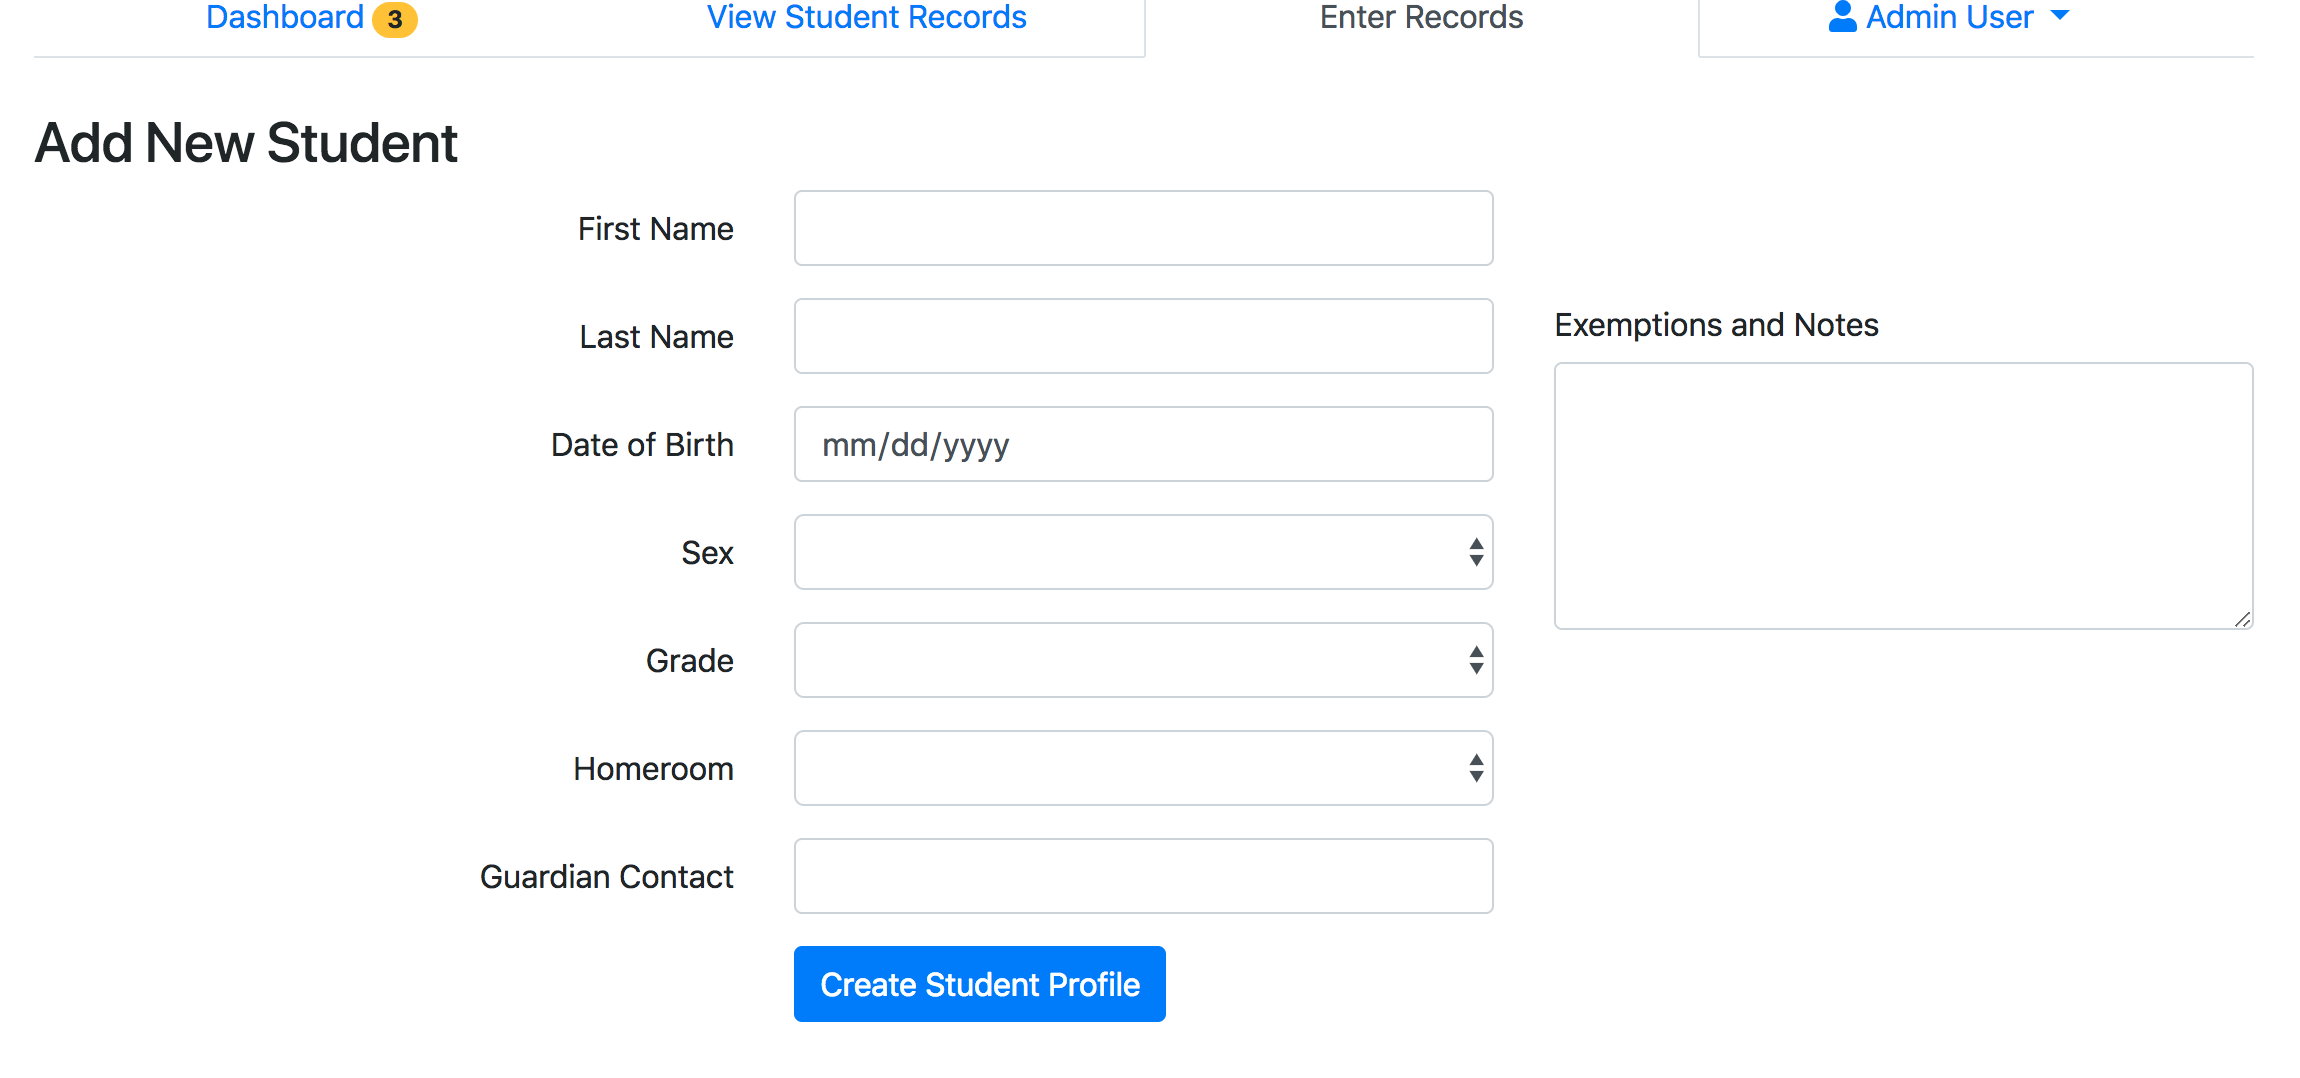 Dashboard 3 View Student Records Enter Records Admin User
Add New Student
First Name
Last Name
Exemptions and Notes
Date of Birth mm/dd/yyyy
Sex
Grade
Homeroom
Guardian Contact
Create Student Profile